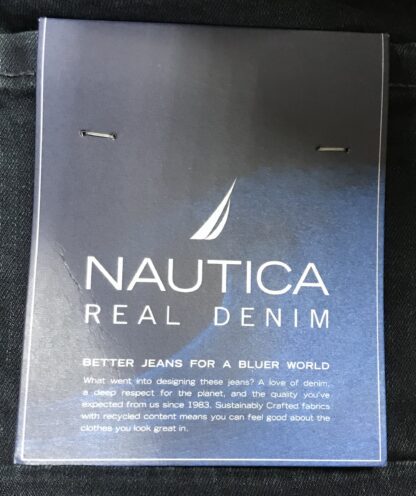 NAUTICA
REAL DENIM
BETTER JEANS FOR A BLUER WORLD
What went into designing these jeans? A love of denim,
a deep respect for the planet, and the quality you've
expected from us since 1983. Sustainably Crafted fabrics
with recycled content means you can feel good about the
clothes you look great in.